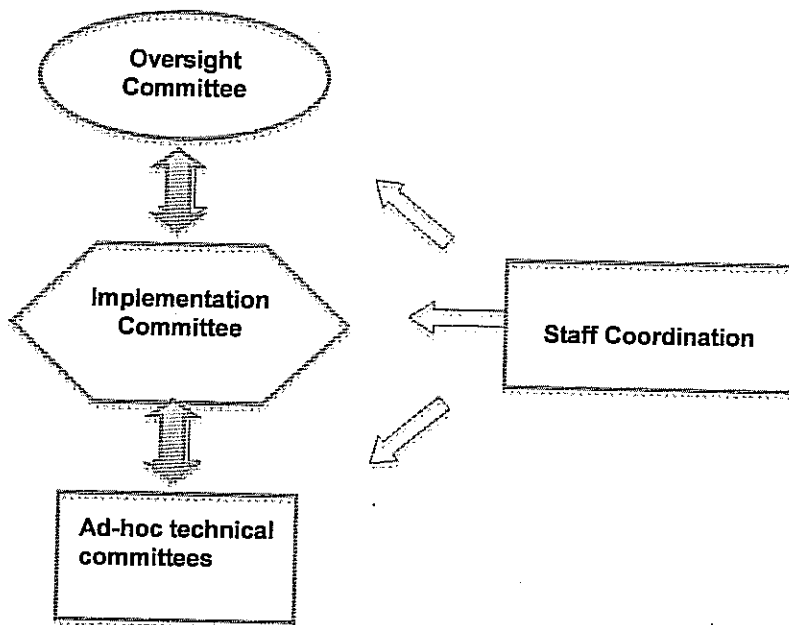 Oversight
Committee
Implementation
Committee
Staff Coordination
Ad-hoc technical
committees